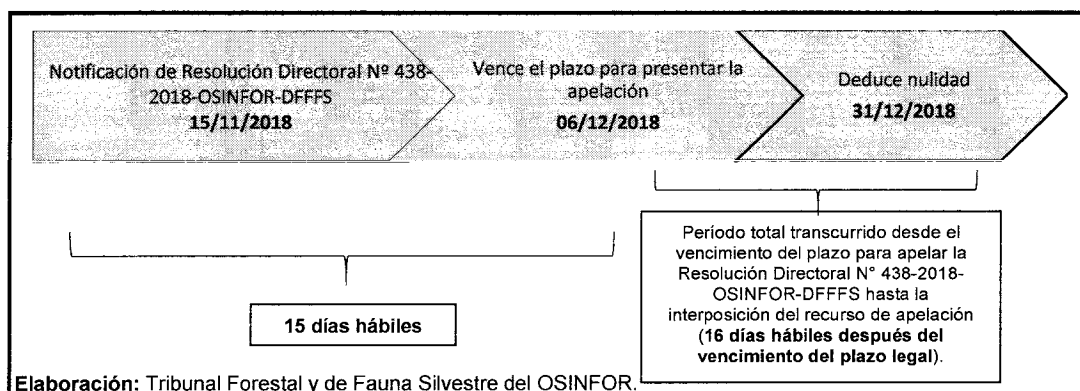 Notificación de Resolución Directoral Nº 438-
2018-OSINFOR-DFFFS
15/11/2018
Vence el plazo para presentar la
apelación
06/12/2018
Deduce nulidad
31/12/2018
15 días hábiles
Período total transcurrido desde el
vencimiento del plazo para apelar la
Resolución Directoral N° 438-2018-
OSINFOR-DFFFS hasta la
interposición del recurso de apelación
(16 días hábiles después del
vencimiento del plazo legal).
Elaboración: Tribunal Forestal y de Fauna Silvestre del OSINFOR.